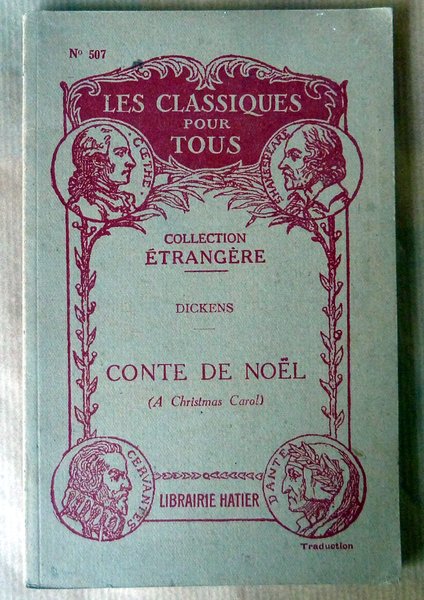 N° 507
LES CLASSIQUES
POUR
TOUS
GŒTHE
SHAKESPEARE
COLLECTION
ÉTRANGÈRE
DICKENS
CONTE DE NOËL
(A Christmas Carol)
CERVANTES
DANTE
LIBRAIRIE HATIER
Traduction